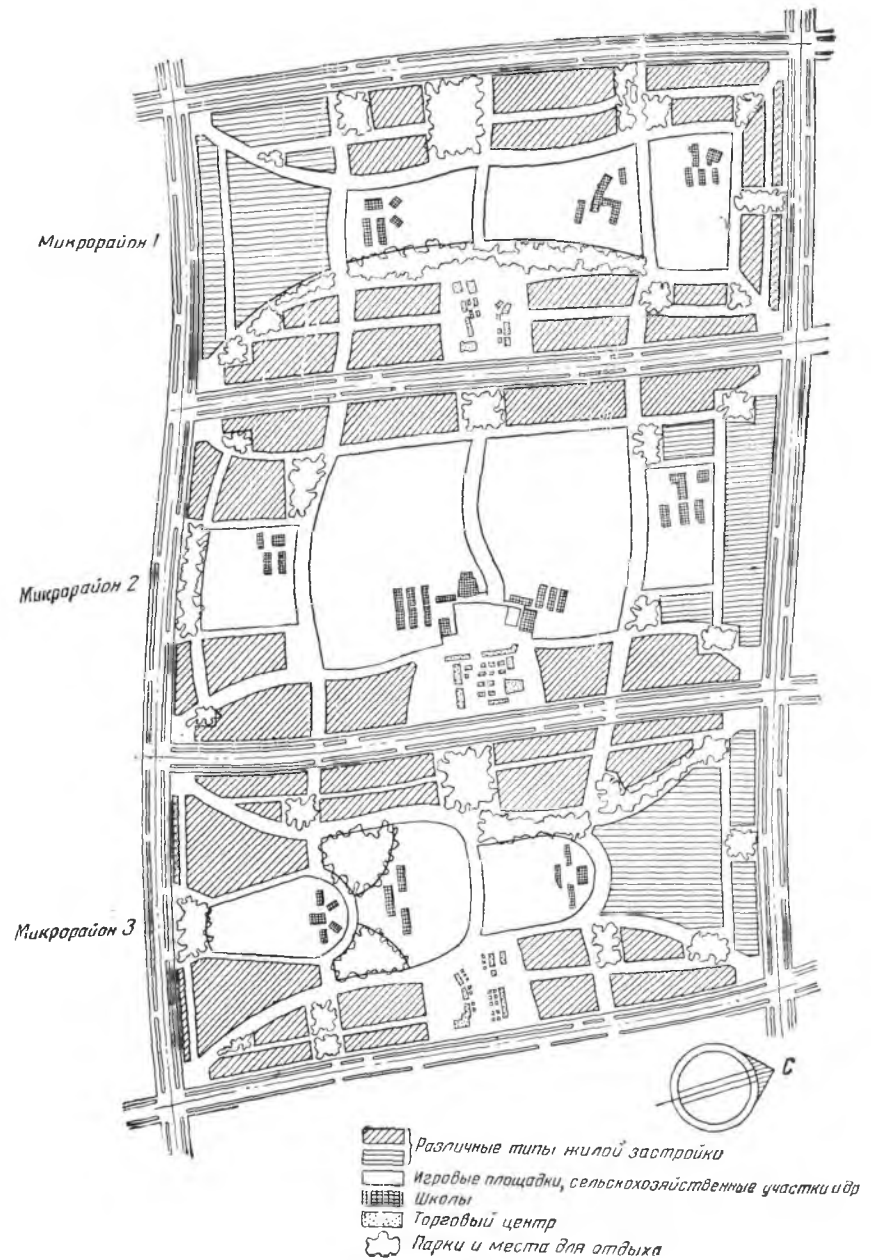 Микрорайон 1
Микрорайон 2
Микрорайон 3
С
Различные типы жилой застройки
Игровые площадки, сельскохозяйственные участки и др
Школы
Торговый центр
Парки и места для отдыха